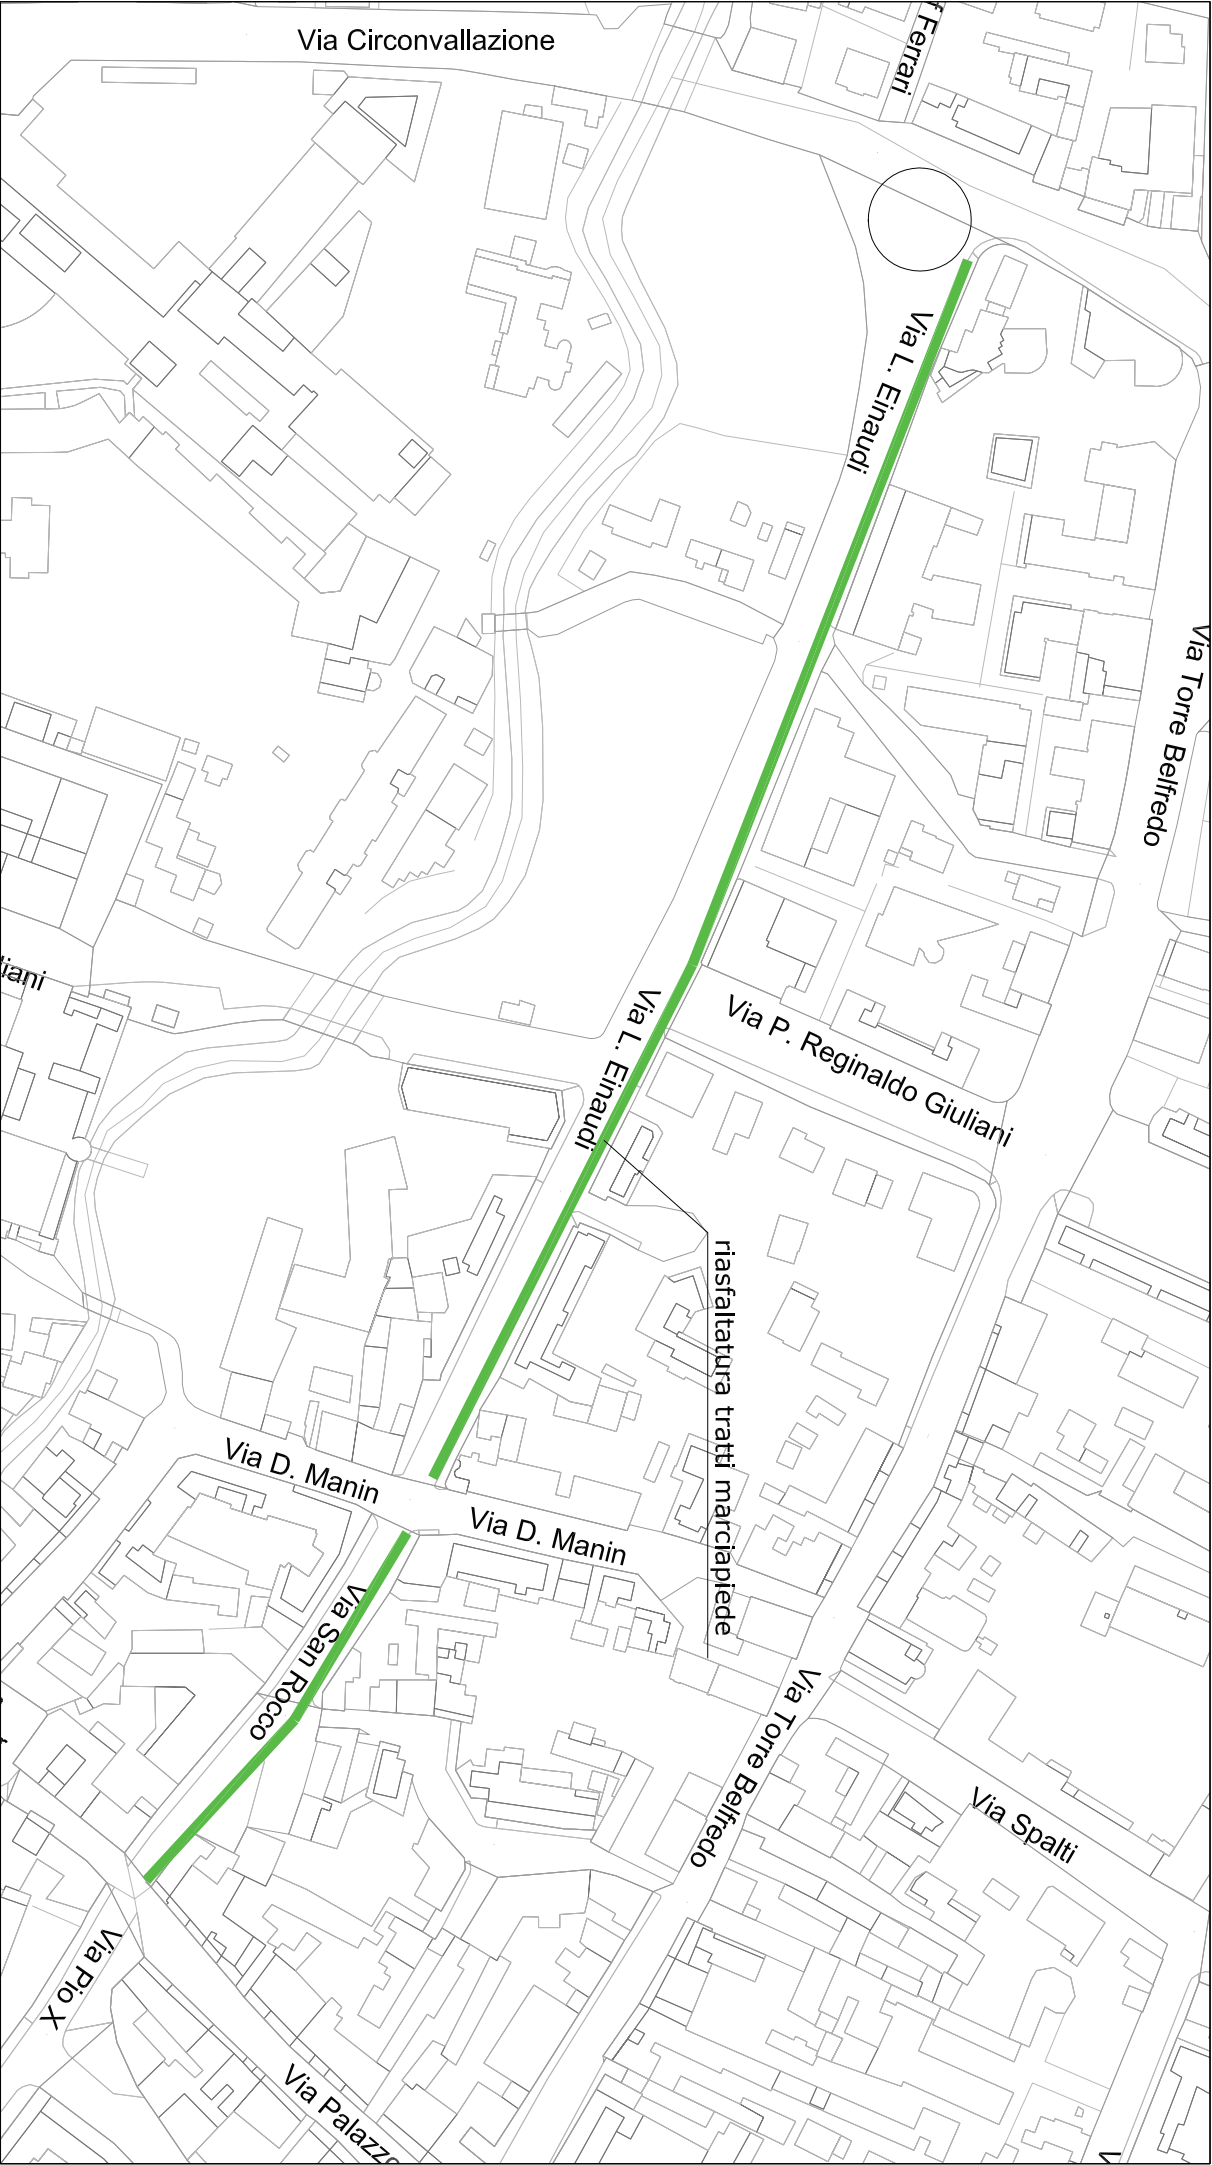 Via Circonvallazione
f Ferrari
Via L. Einaudi
Via Torre Belfredo
liani
Via L. Einaudi
Via P. Reginaldo Giuliani
riasfaltatura tratti marciapiede
Via D. Manin
Via D. Manin
Via San Rocco
Via Torre Belfredo
Via Spalti
Via Pio X
Via Palazzo
V